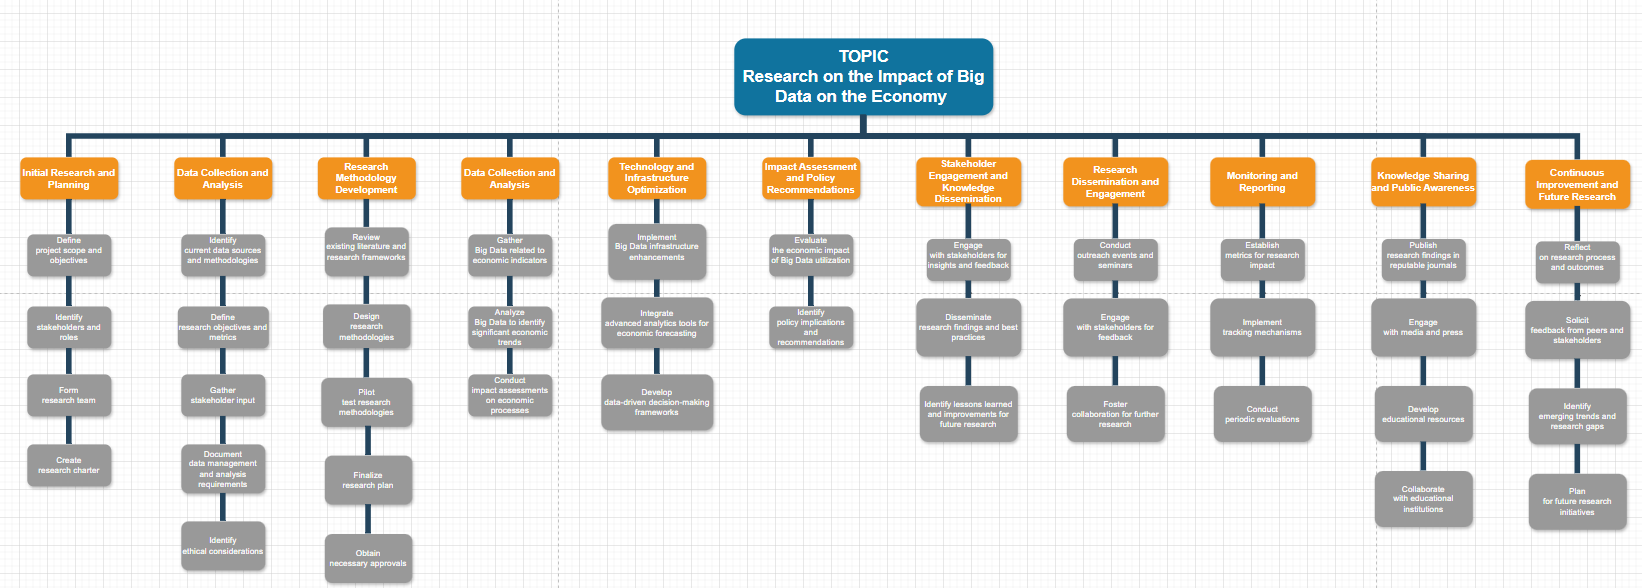 TOPIC
Research on the Impact of Big
Data on the Economy
Initial Research and
Planning
Define
project scope and
objectives
Identify
stakeholders and
roles
Form
research team
Create
research charter
Data Collection and
Analysis
Identify
current data sources
and methodologies
Define
research objectives and
metrics
Gather
stakeholder input
Document
data management
and analysis
requirements
Identify
ethical considerations
Research
Methodology
Development
Review
existing literature and
research frameworks
Design
research
methodologies
Pilot
test research
methodologies
Finalize
research plan
Obtain
necessary approvals
Data Collection and
Analysis
Gather
Big Data related to
economic indicators
Analyze
Big Data to identify
significant economic
trends
Conduct
impact assessments
on economic
processes
Technology and
Infrastructure
Optimization
Implement
Big Data infrastructure
enhancements
Integrate
advanced analytics tools for
economic forecasting
Develop
data-driven decision-making
frameworks
Impact Assessment
and Policy
Recommendations
Evaluate
the economic impact
of Big Data utilization
Identify
policy implications
and
recommendations
Stakeholder
Engagement and
Knowledge
Dissemination
Engage
with stakeholders for
insights and feedback
Disseminate
research findings and best
practices
Identify lessons learned
and improvements for
future research
Research
Dissemination and
Engagement
Conduct
outreach events and
seminars
Engage
with stakeholders for
feedback
Foster
collaboration for further
research
Monitoring and
Reporting
Establish
metrics for research
impact
Implement
tracking mechanisms
Conduct
periodic evaluations
Knowledge Sharing
and Public Awareness
Publish
research findings in
reputable journals
Engage
with media and press
Develop
educational resources
Collaborate
with educational
institutions
Continuous
Improvement and
Future Research
Reflect
on research process
and outcomes
Solicit
feedback from peers and
stakeholders
Identify
emerging trends and
research gaps
Plan
for future research
initiatives